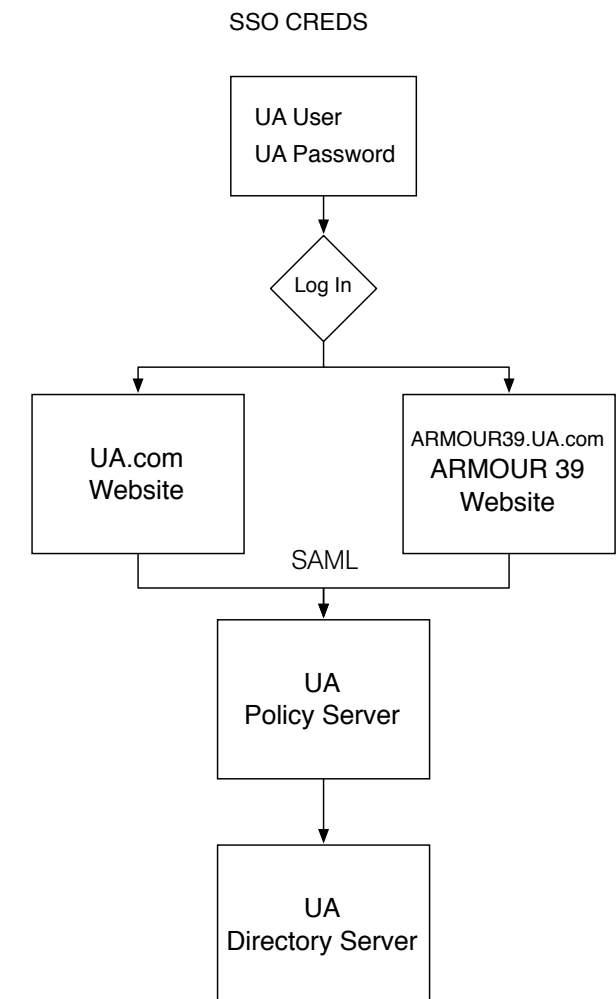 SSO CREDS
UA User
UA Password
Log In
UA.com
Website
ARMOUR39.UA.com
ARMOUR 39
Website
SAML
UA
Policy Server
UA
Directory Server